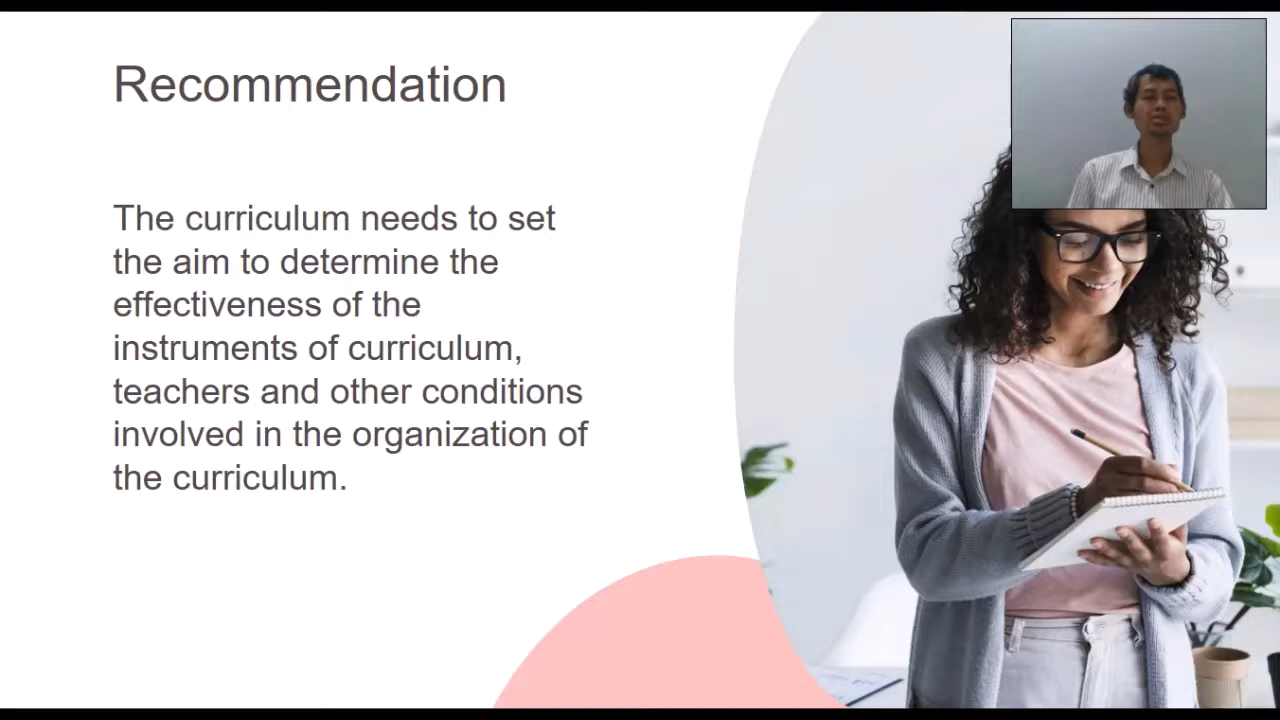 Recommendation
The curriculum needs to set
the aim to determine the
effectiveness of the
instruments of curriculum,
teachers and other conditions
involved in the organization of
the curriculum.